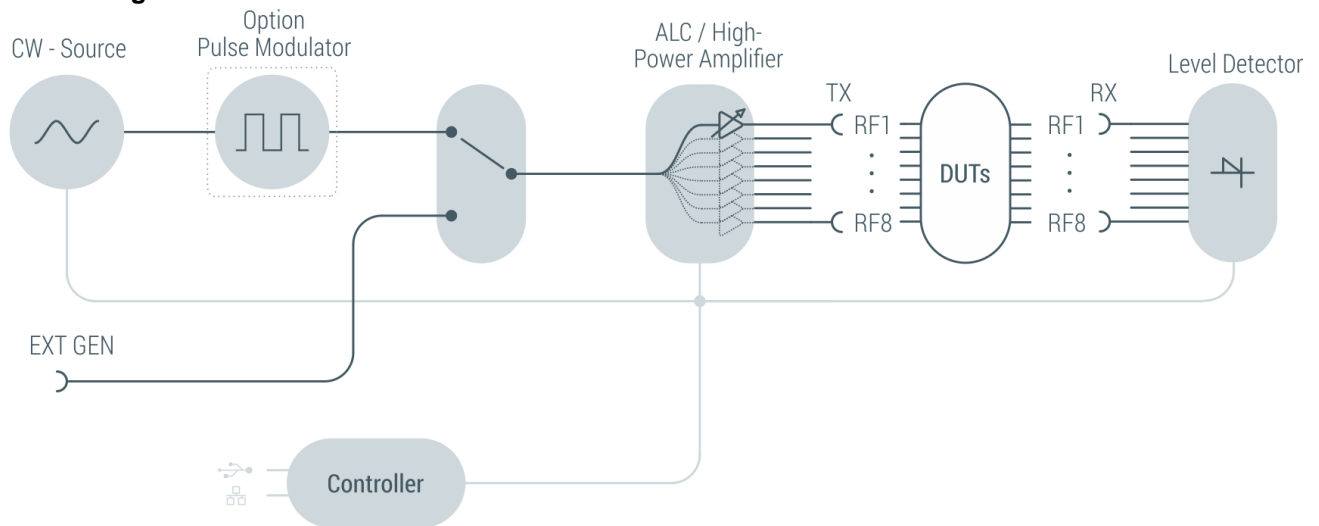 Option
CW - Source
Pulse Modulator
ALC / High-
Power Amplifier
Level Detector
TX
RX
RF1
RF1
DUTs
RF8
RF8
EXT GEN
Controller